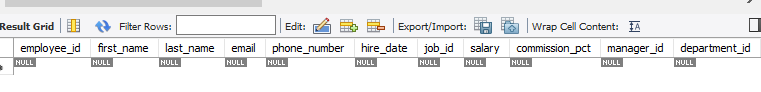 Result Grid Filter Rows: Edit: Export/Import: Wrap Cell Content: IA
employee_id first_name last_name email phone_number hire_date job_id salary commission_pct manager_id department_id
NULL NULL NULL NULL NULL NULL NULL NULL NULL NULL NULL